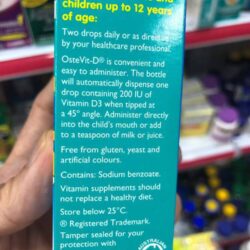 children up to 12 years
of age:
Two drops daily or as directed
by your healthcare professional.
OsteVit-D® is convenient and
easy to administer. The bottle
will automatically dispense
one drop containing 200 IU of
Vitamin D3 when tipped at
a 45° angle. Administer directly
into the child's mouth or add
to a teaspoon of milk or juice.
Free from gluten, yeast and
artificial colours.
Contains: Sodium benzoate.
Vitamin supplements should
not replace a healthy diet.
Store below 25°C
® Registered Trademark.
Tamper sealed for your
protection with
AUSTRALIAN